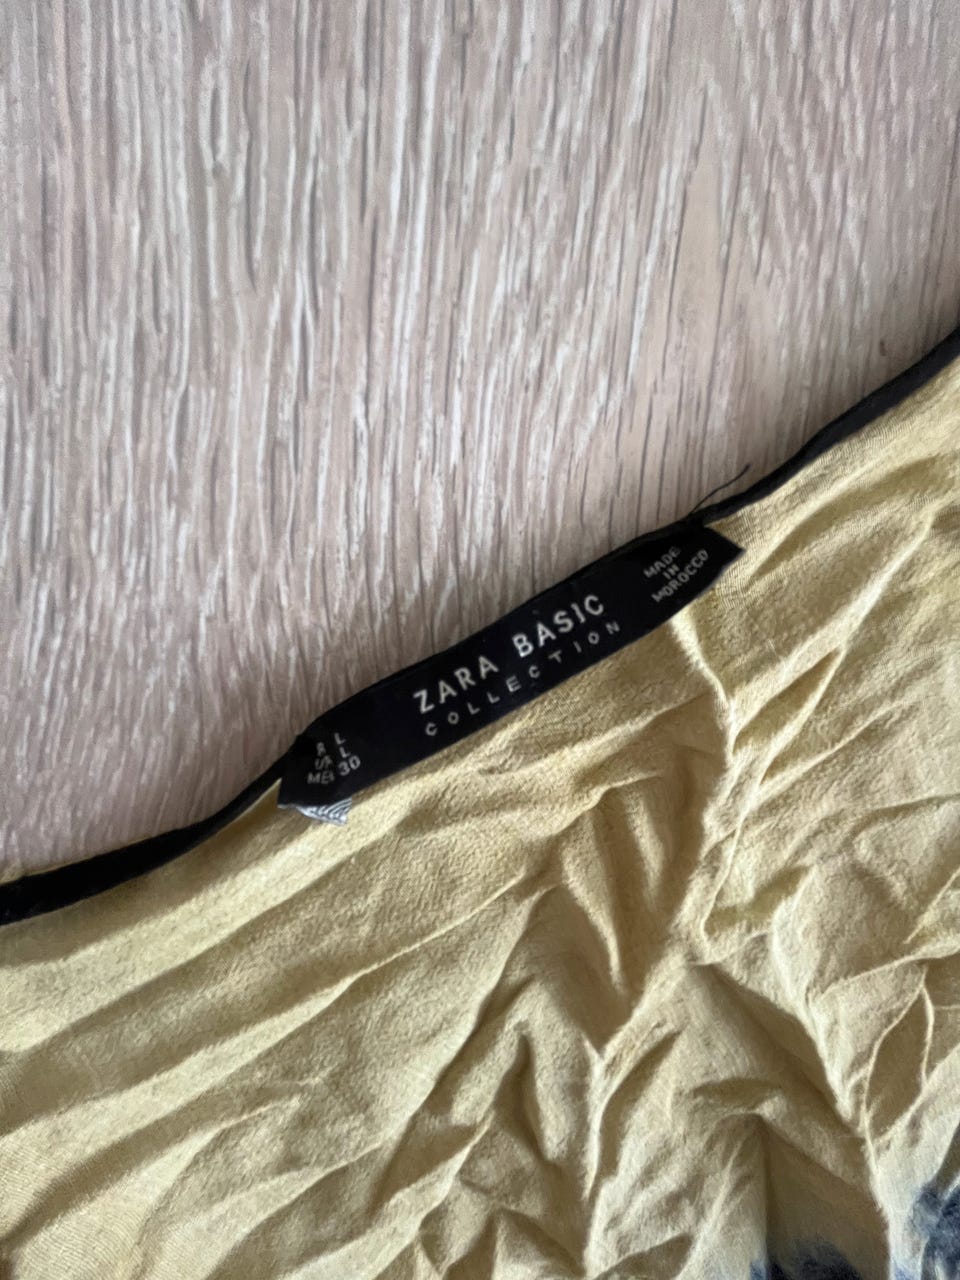 ZARA BASIC
COLLECTION
MADE
IN
MOROCCO
L
L
MEX 30